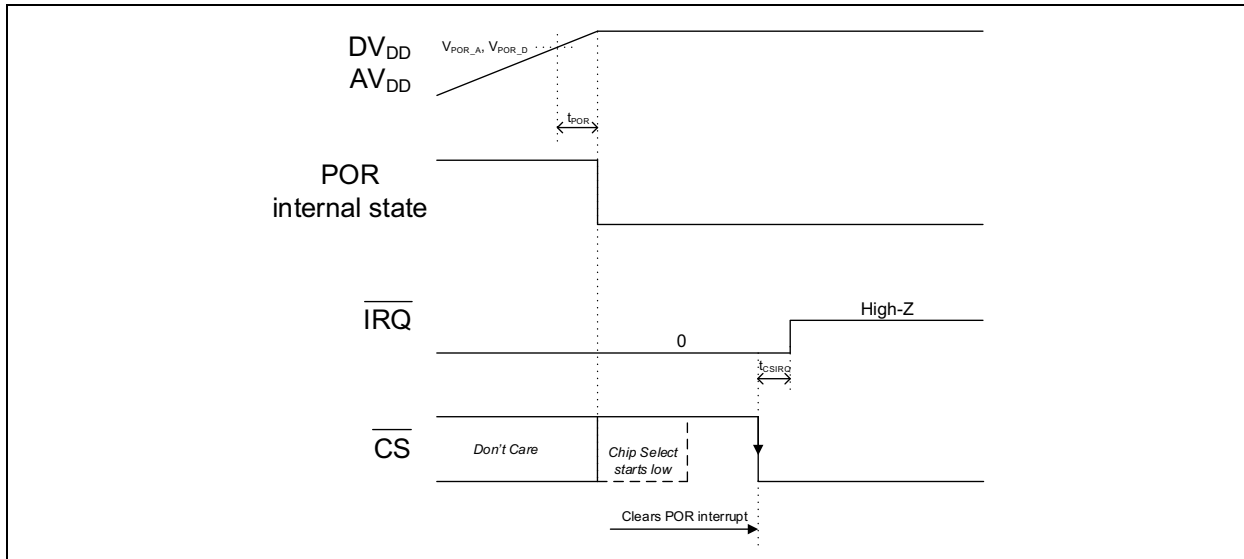 DVDD
AVDD
VPOR_A, VPOR_D
tPOR
POR
internal state
IRQ
0
High-Z
tCSIRQ
CS
Don't Care
Chip Select
starts low
Clears POR interrupt